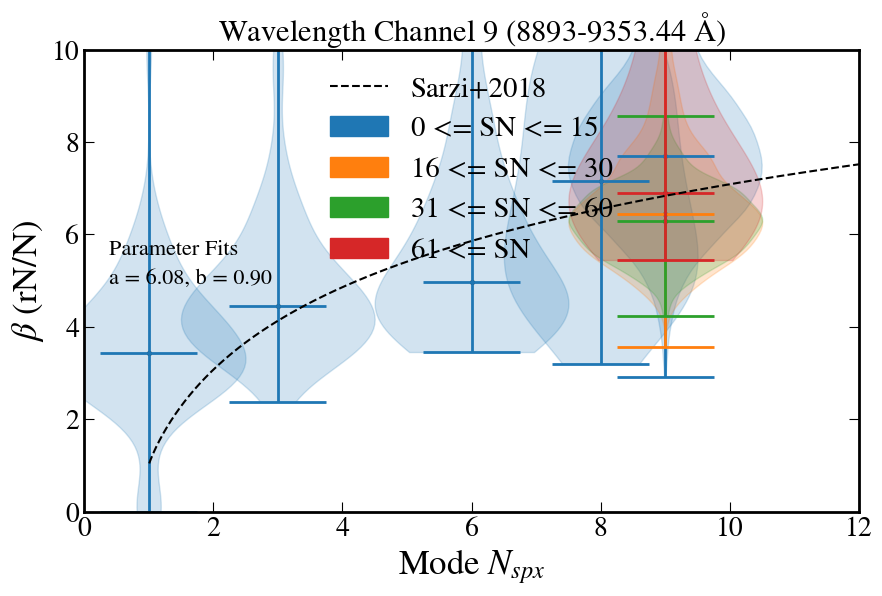 Wavelength Channel 9 (8893-9353.44 Å)
10
8
6
4
2
0
β (rN/N)
Sarzi+2018
0 <= SN <= 15
16 <= SN <= 30
31 <= SN <= 60
61 <= SN
Parameter Fits
a = 6.08, b = 0.90
0 2 4 6 8 10 12
Mode N_{spx}